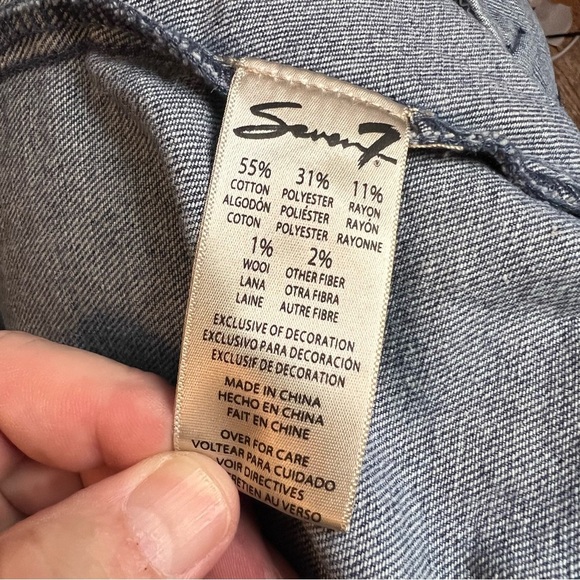 Seven7
55% 31% 11%
COTTON POLYESTER RAYON
ALGODÓN POLIÉSTER RAYÓN
COTON POLYESTER RAYONNE
1% 2%
WOOL OTHER FIBER
LANA OTRA FIBRA
LAINE AUTRE FIBRE
EXCLUSIVE OF DECORATION
EXCLUSIVO PARA DECORACIÓN
EXCLUSIF DE DECORATION
MADE IN CHINA
HECHO EN CHINA
FAIT EN CHINE
OVER FOR CARE
VOLTEAR PARA CUIDADO
VOIR DIRECTIVES
AU VERSO